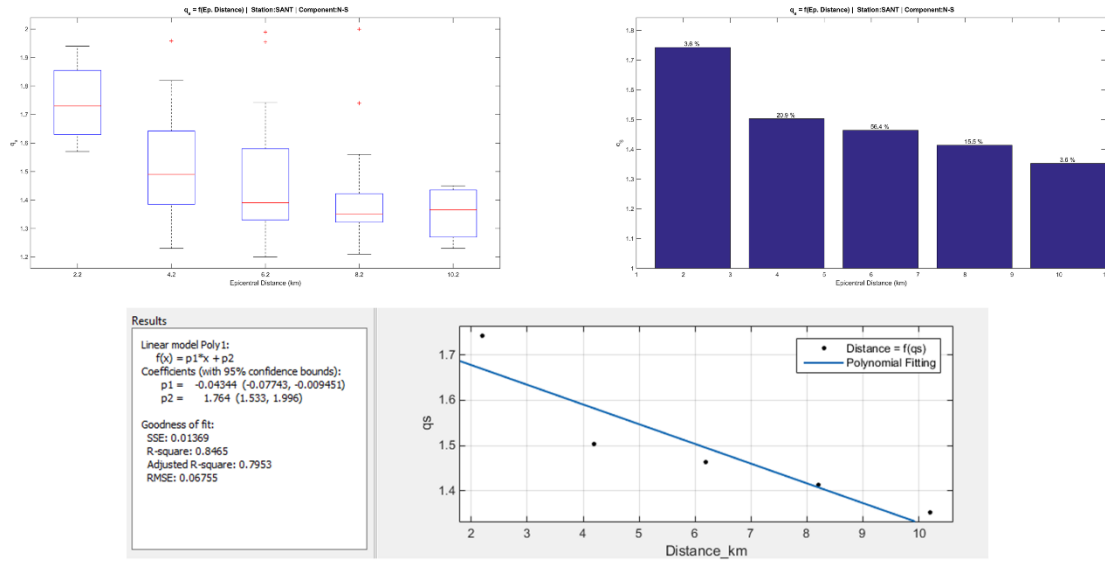 q_s = f(Ep. Distance) | Station:SANT | Component:N-S
2
1.9
1.8
1.7
1.6
1.5
1.4
1.3
1.2
q_s
2.2 4.2 6.2 8.2 10.2
Epicentral Distance (km)
q_s = f(Ep. Distance) | Station:SANT | Component:N-S
1.8
1.7
1.6
1.5
1.4
1.3
1.2
1.1
1
q_s
3.6 %
20.9 %
56.4 %
15.5 %
3.6 %
1 2 3 4 5 6 7 8 9 10
Epicentral Distance (km)
Results
Linear model Poly1:
f(x) = p1*x + p2
Coefficients (with 95% confidence bounds):
p1 = -0.04344 (-0.07743, -0.009451)
p2 = 1.764 (1.533, 1.996)
Goodness of fit:
SSE: 0.01369
R-square: 0.8465
Adjusted R-square: 0.7953
RMSE: 0.06755
Distance = f(qs)
Polynomial Fitting
1.7
1.6
1.5
1.4
qs
2 3 4 5 6 7 8 9 10
Distance_km